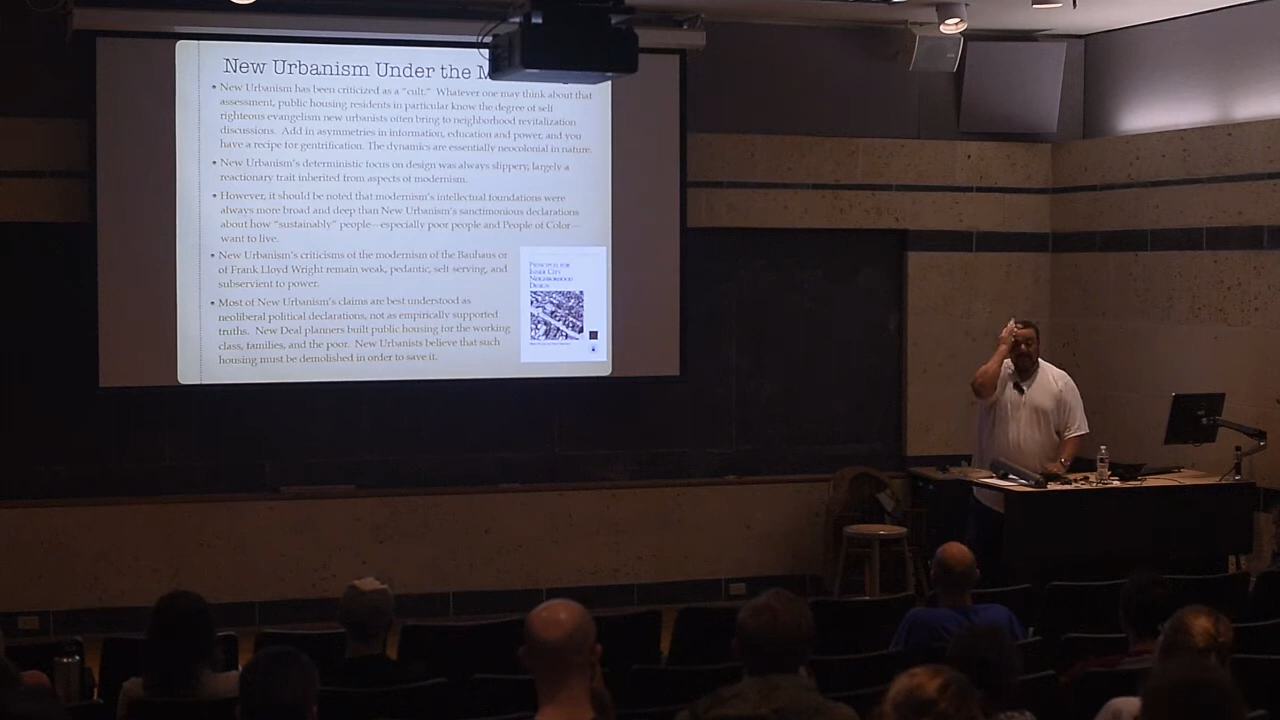 New Urbanism Under the M
• New Urbanism has been criticized as a "cult." Whatever one may think about that
assessment, public housing residents in particular know the degree of self
righteous evangelism new urbanists often bring to neighborhood revitalization
discussions. Add in asymmetries in information, education and power, and you
have a recipe for gentrification. The dynamics are essentially neocolonial in nature.
• New Urbanism's deterministic focus on design was always slippery, largely a
reactionary trait inherited from aspects of modernism.
• However, it should be noted that modernism's intellectual foundations were
always more broad and deep than New Urbanism's sanctimonious declarations
about how "sustainably" people—especially poor people and People of Color—
want to live.
• New Urbanism's criticisms of the modernism of the Bauhaus or
of Frank Lloyd Wright remain weak, pedantic, self serving, and
subservient to power.
• Most of New Urbanism's claims are best understood as
neoliberal political declarations, not as empirically supported
truths. New Deal planners built public housing for the working
class, families, and the poor. New Urbanists believe that such
housing must be demolished in order to save it.
PRINCIPLES FOR
INNER CITY
NEIGHBORHOOD
DESIGN